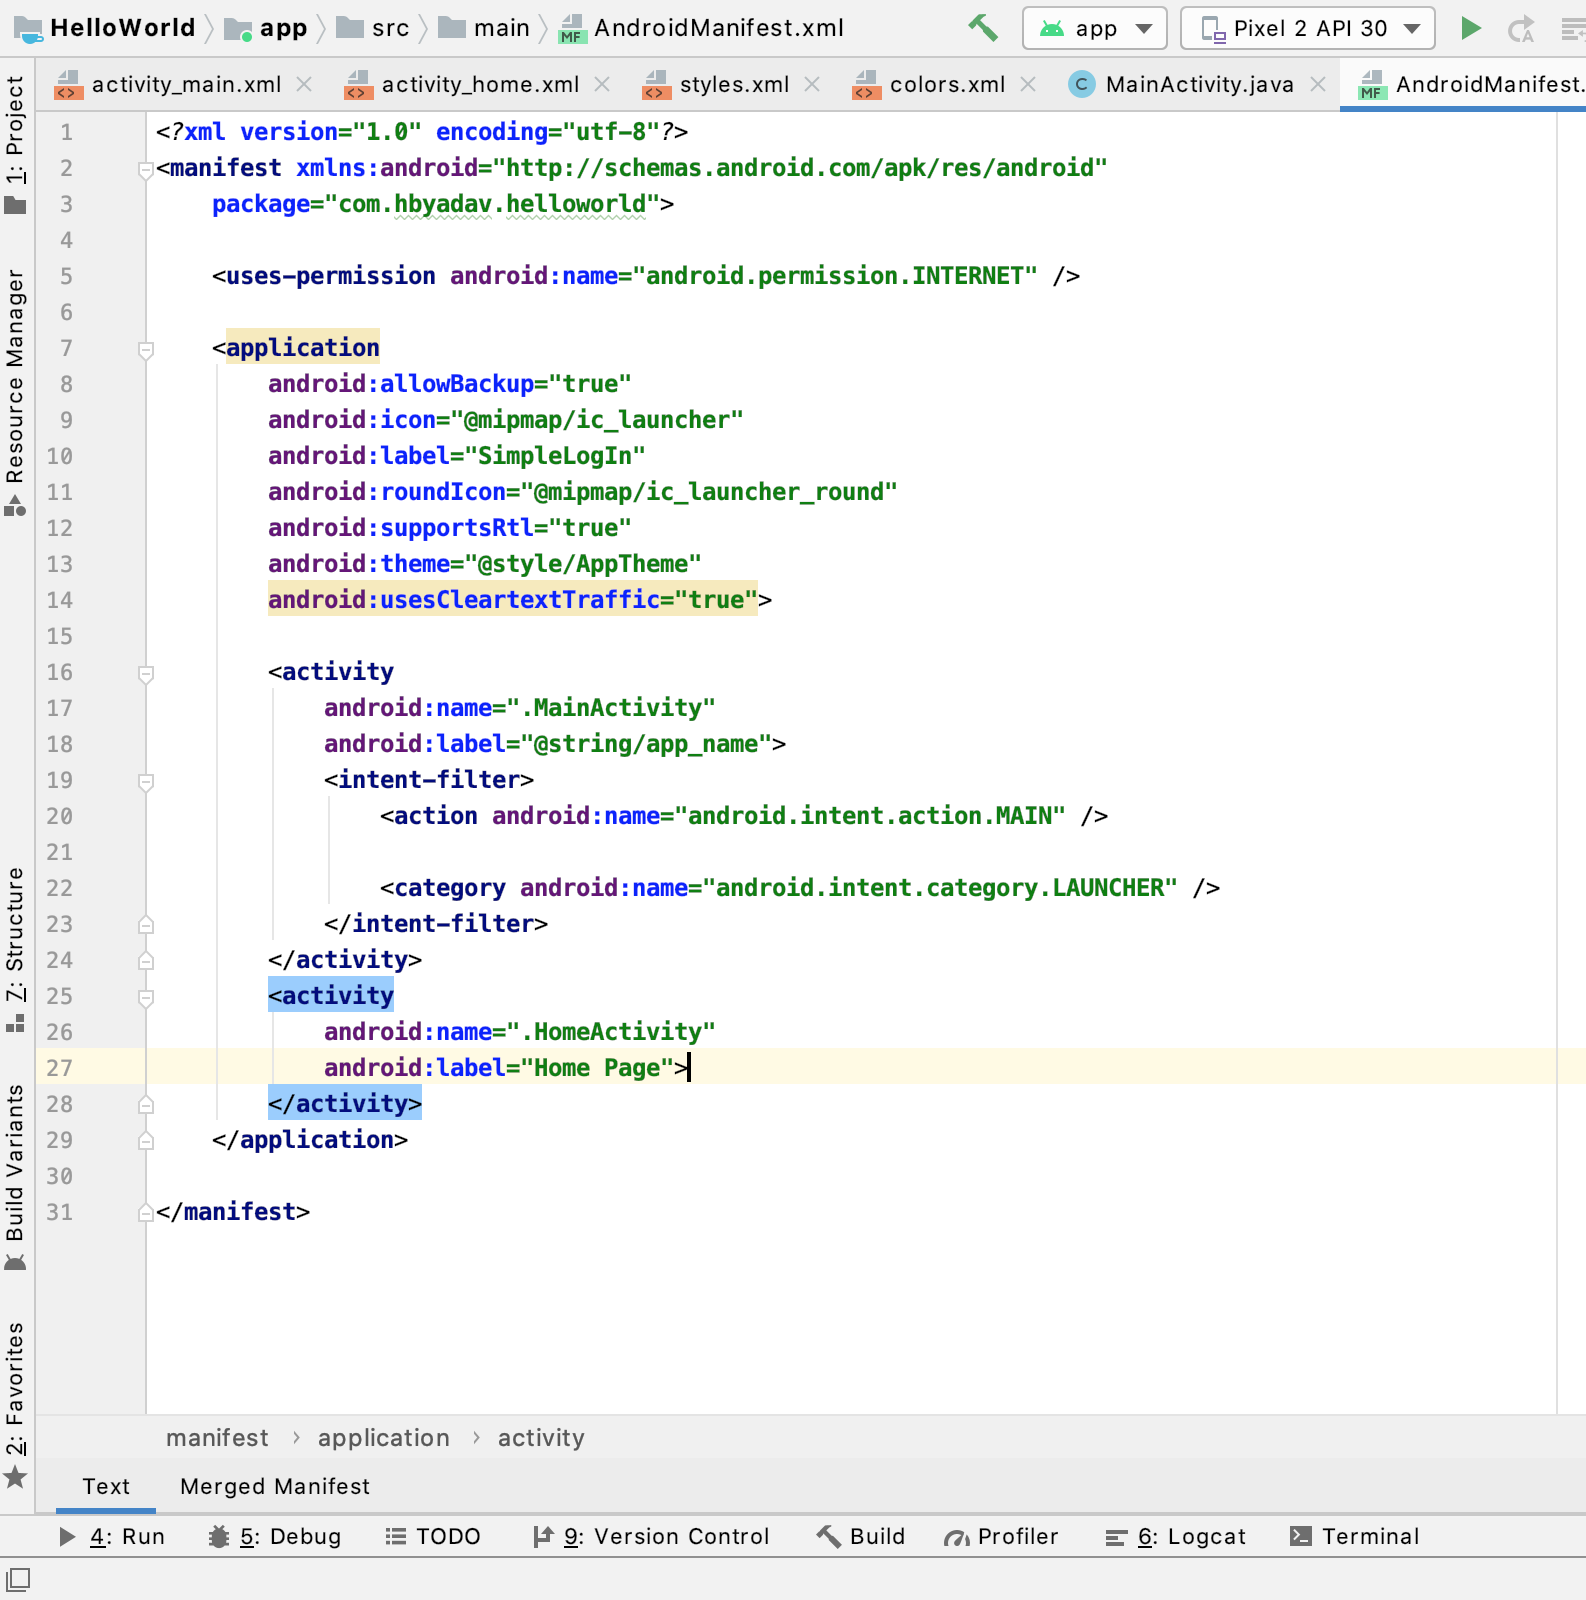 HelloWorld app src main MF AndroidManifest.xml app Pixel 2 API 30
activity_main.xml activity_home.xml styles.xml colors.xml C MainActivity.java MF AndroidManifest.
1: Project
Resource Manager
7: Structure
Build Variants
2: Favorites
1 <?xml version="1.0" encoding="utf-8"?>
2 <manifest xmlns:android="http://schemas.android.com/apk/res/android"
3 package="com.hbyadav.helloworld">
4
5 <uses-permission android:name="android.permission.INTERNET" />
6
7 <application
8 android:allowBackup="true"
9 android:icon="@mipmap/ic_launcher"
10 android:label="SimpleLogIn"
11 android:roundIcon="@mipmap/ic_launcher_round"
12 android:supportsRtl="true"
13 android:theme="@style/AppTheme"
14 android:usesCleartextTraffic="true">
15
16 <activity
17 android:name=".MainActivity"
18 android:label="@string/app_name">
19 <intent-filter>
20 <action android:name="android.intent.action.MAIN" />
21
22 <category android:name="android.intent.category.LAUNCHER" />
23 </intent-filter>
24 </activity>
25 <activity
26 android:name=".HomeActivity"
27 android:label="Home Page">
28 </activity>
29 </application>
30
31 </manifest>
manifest › application › activity
Text Merged Manifest
4: Run 5: Debug TODO 9: Version Control Build Profiler 6: Logcat Terminal